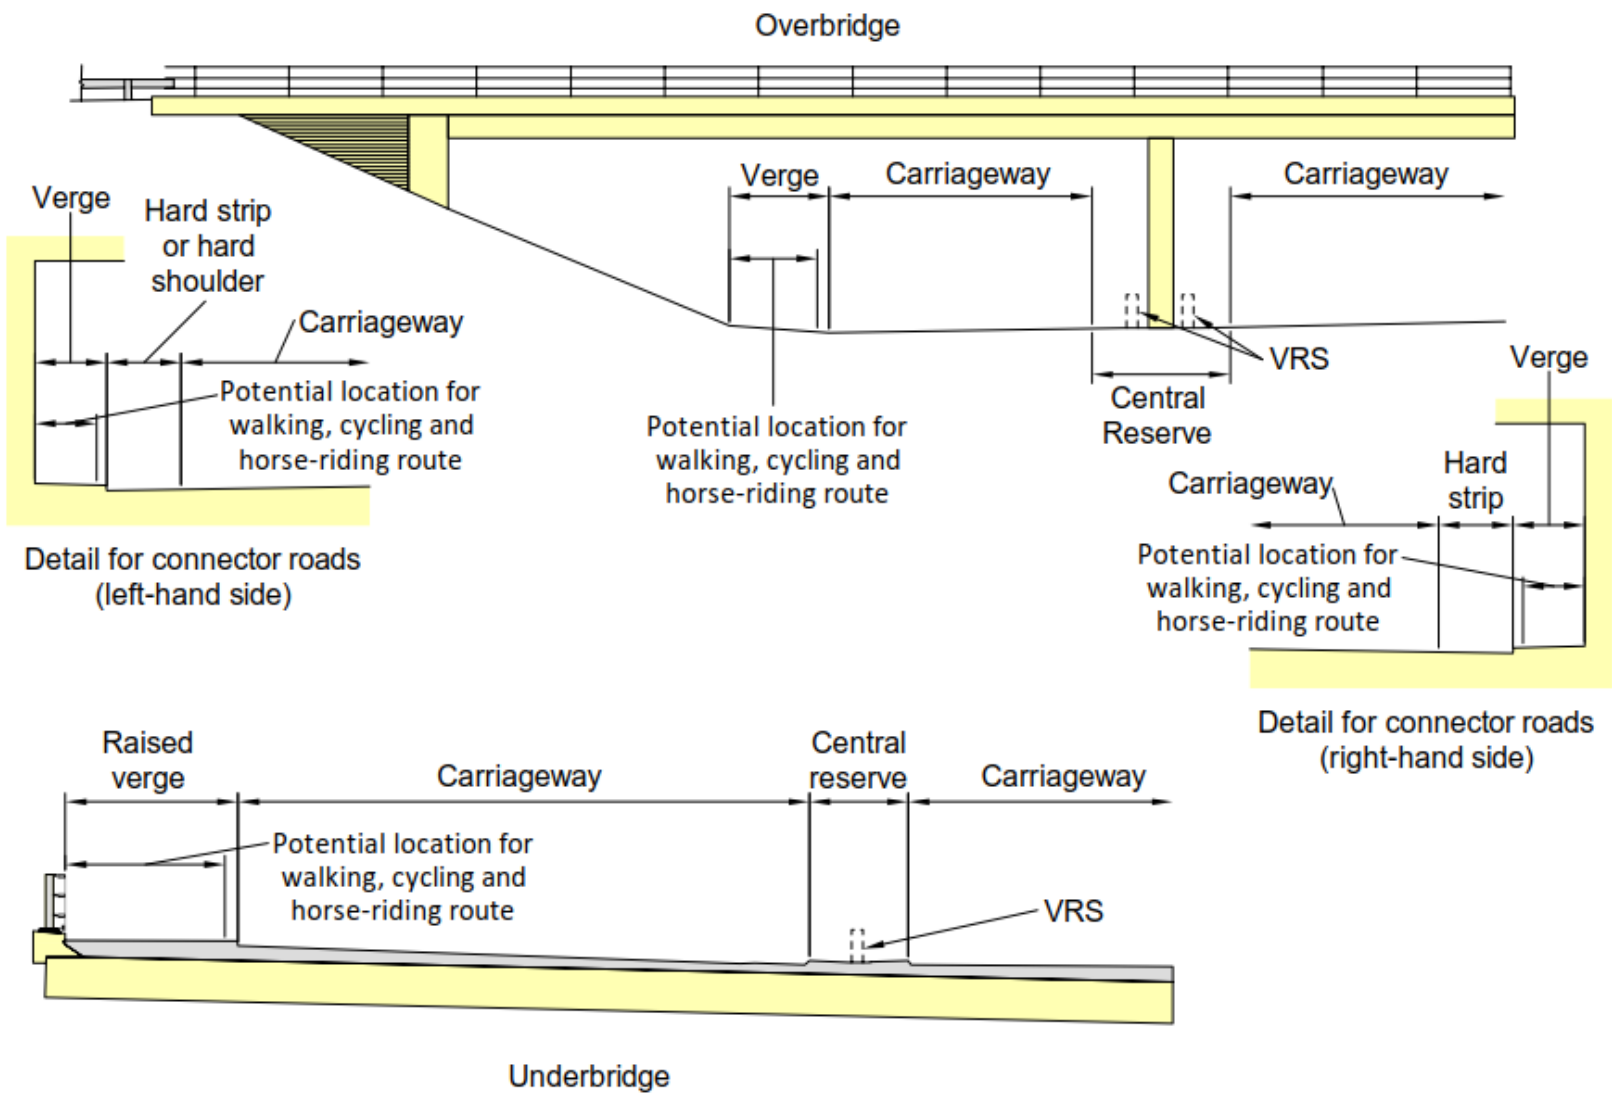 Overbridge
Verge
Carriageway
Carriageway
Verge
Hard strip
or hard
shoulder
Carriageway
Potential location for
walking, cycling and
horse-riding route
Detail for connector roads
(left-hand side)
Potential location for
walking, cycling and
horse-riding route
VRS
Central
Reserve
Verge
Hard
strip
Carriageway
Potential location for
walking, cycling and
horse-riding route
Detail for connector roads
(right-hand side)
Raised
verge
Carriageway
Central
reserve
Carriageway
Potential location for
walking, cycling and
horse-riding route
VRS
Underbridge